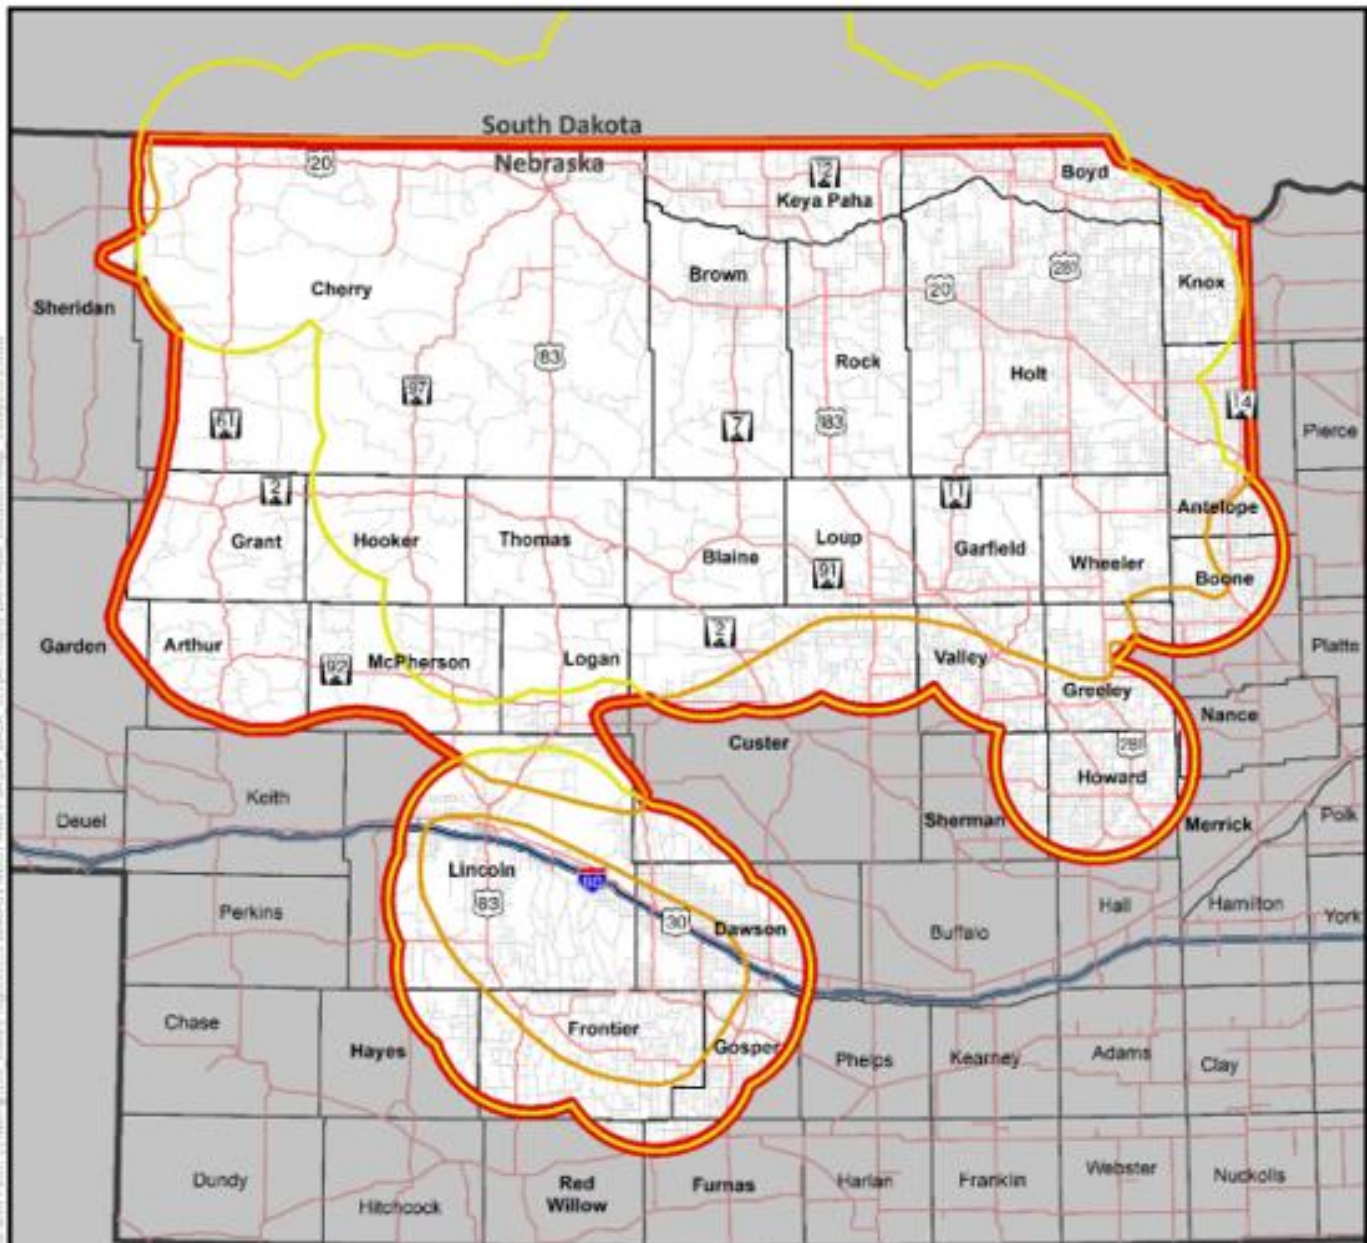 South Dakota
Nebraska
20
12
Boyd
Keya Paha
Brown
281
20
Knox
Cherry
Sheridan
83
Rock
Holt
97
61
7
183
14
Pierce
2
11
Antelope
Grant
Hooker
Thomas
Loup
Garfield
Blaine
Wheeler
91
Boone
2
Garden
Arthur
92
McPherson
Logan
Valley
Platte
Greeley
Nance
Custer
281
Howard
Keith
Deuel
Sherman
Merrick
Polk
Lincoln
80
83
30
Dawson
Perkins
Hall
Hamilton
York
Buffalo
Chase
Frontier
Hayes
Gosper
Phelps
Kearney
Adams
Clay
Dundy
Hitchcock
Red
Willow
Furnas
Harlan
Franklin
Webster
Nuckolls